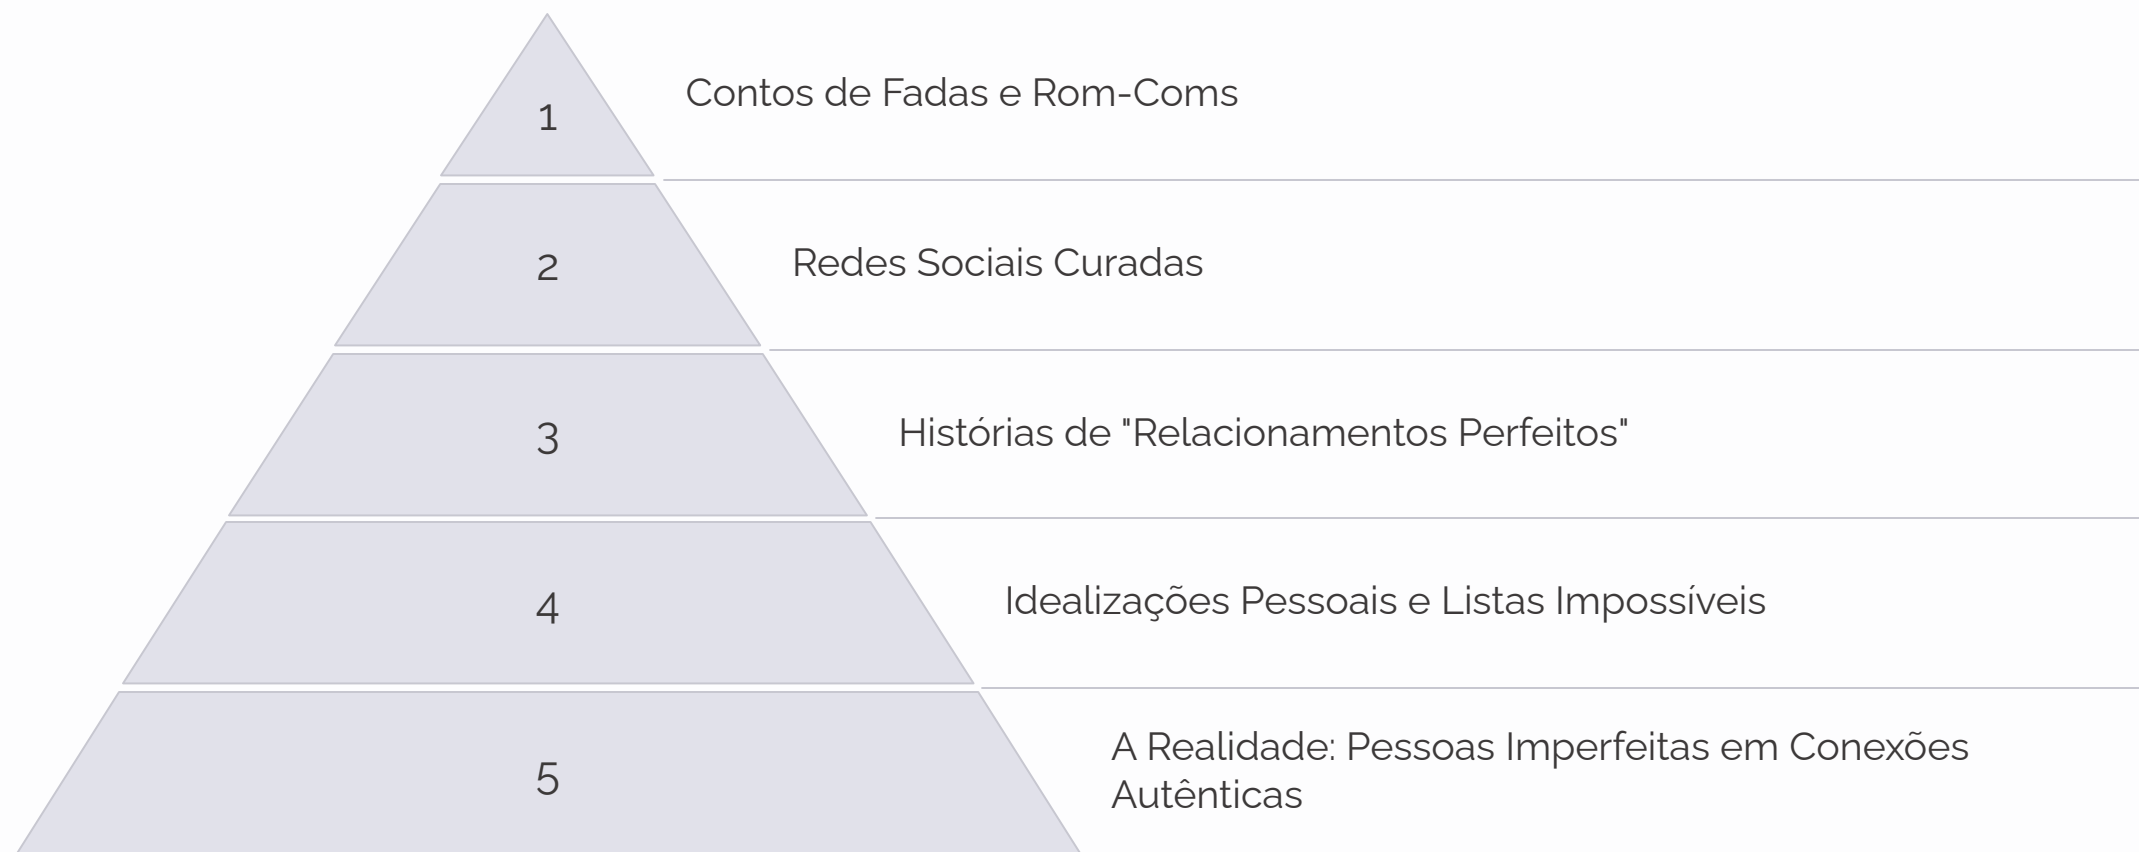 1
Contos de Fadas e Rom-Coms
2
Redes Sociais Curadas
3
Histórias de "Relacionamentos Perfeitos"
4
Idealizações Pessoais e Listas Impossíveis
5
A Realidade: Pessoas Imperfeitas em Conexões
Autênticas